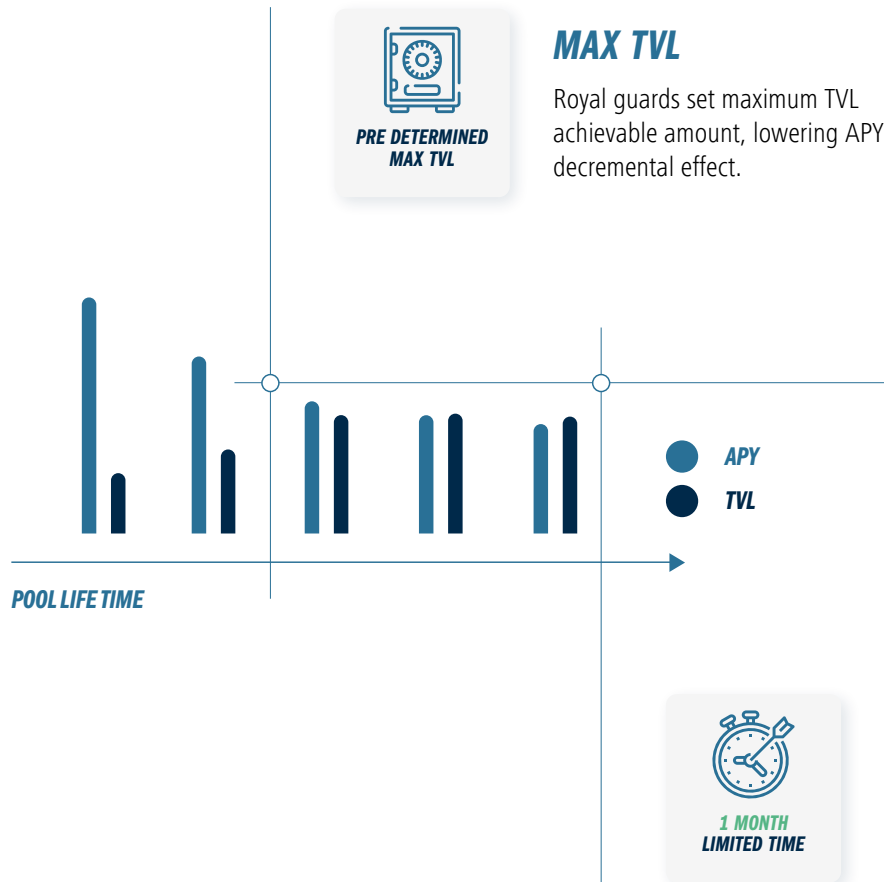 PRE DETERMINED
MAX TVL
MAX TVL
Royal guards set maximum TVL
achievable amount, lowering APY
decremental effect.
APY
TVL
POOL LIFE TIME
1 MONTH
LIMITED TIME